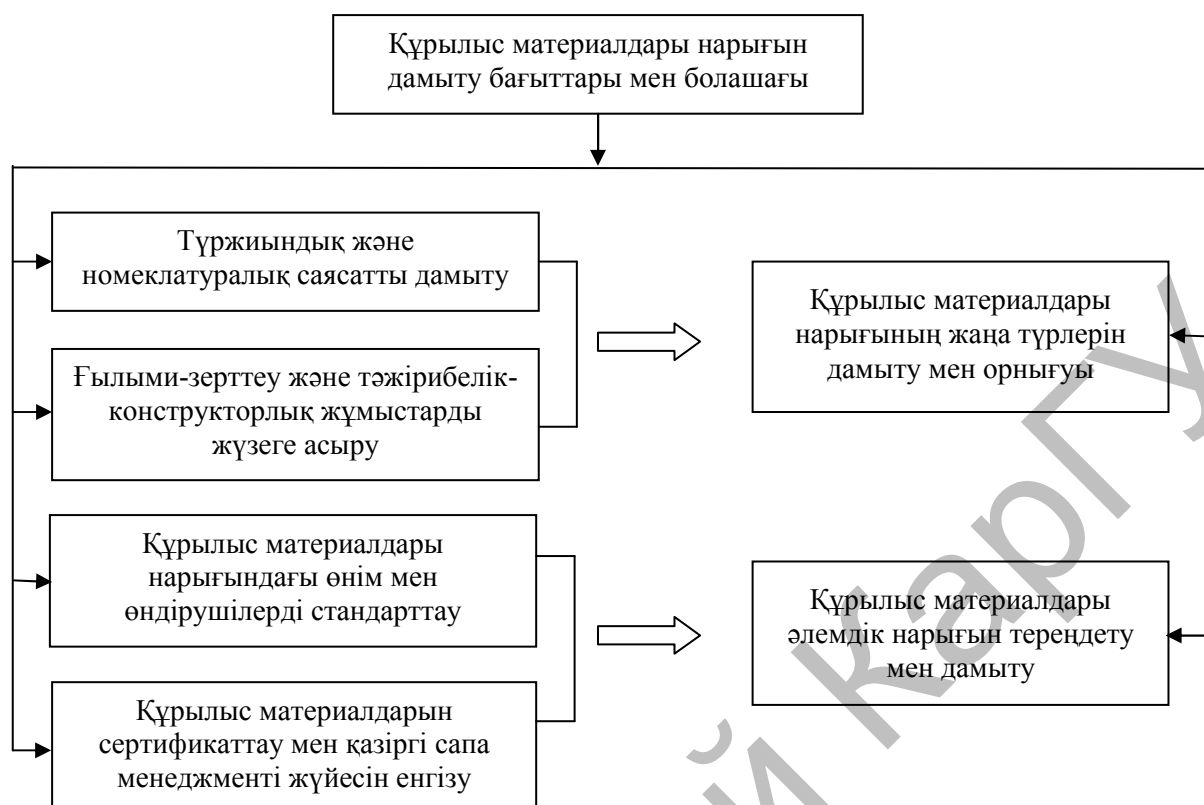 Құрылыс материалдары нарығын
дамыту бағыттары мен болашағы
Түржиындық және
номеклатуралық саясатты дамыту
Ғылыми-зерттеу және тәжірибелік-
конструкторлық жұмыстарды
жүзеге асыру
Құрылыс материалдары
нарығындағы өнім мен
өндірушілерді стандарттау
Құрылыс материалдарын
сертификаттау мен қазіргі сапа
менеджменті жүйесін енгізу
Құрылыс материалдары
нарығының жаңа түрлерін
дамыту мен орнығуы
Құрылыс материалдары
әлемдік нарығын тереңдету
мен дамыту
й КарГУ